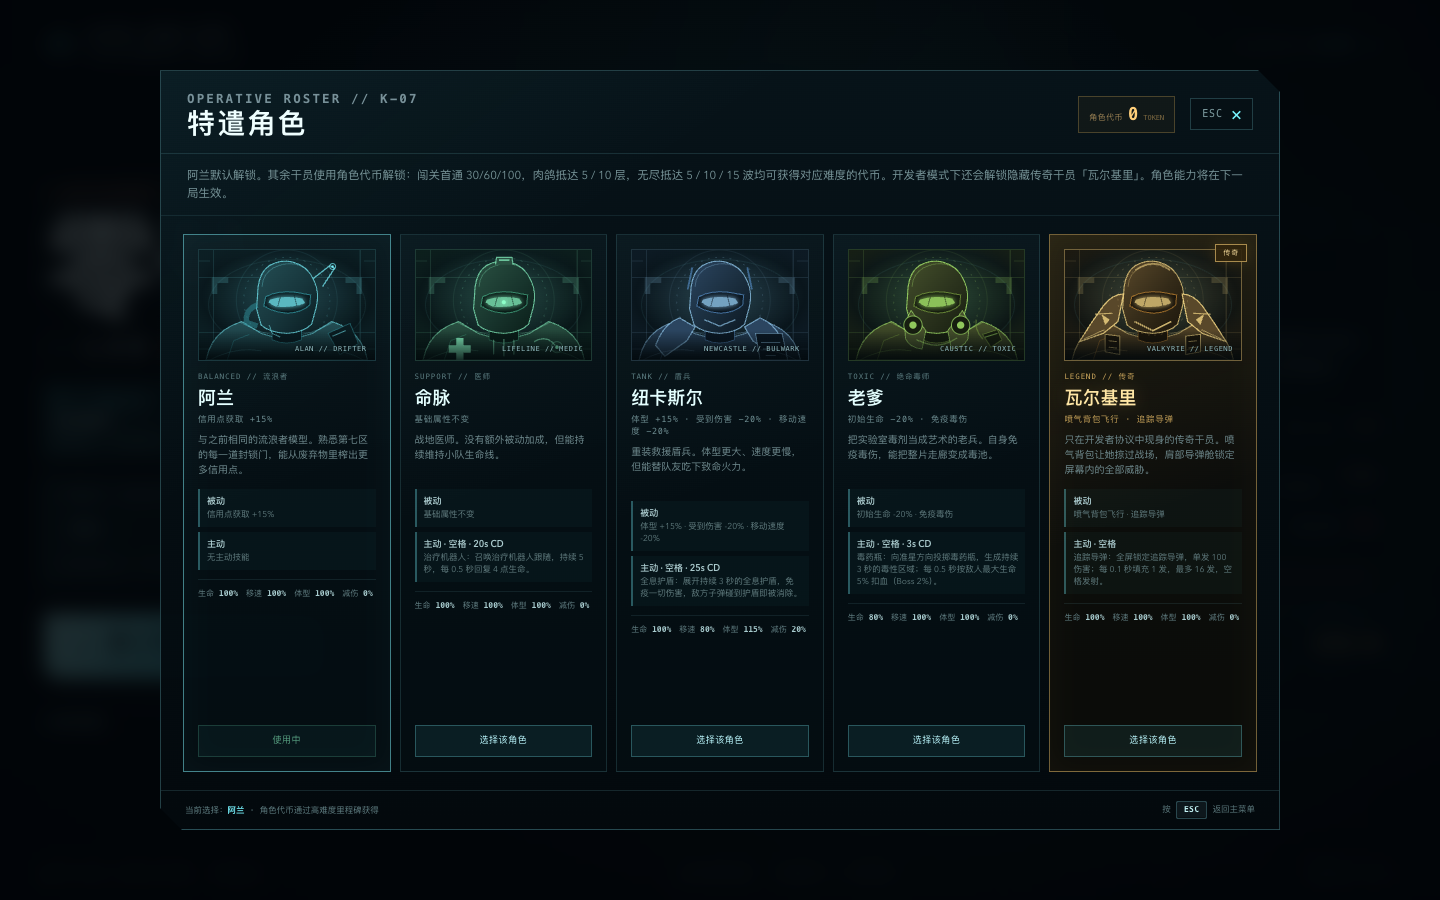 OPERATIVE ROSTER // K-07
特遣角色
角色代币 0 TOKEN
ESC ×
阿兰默认解锁。其余干员使用角色代币解锁：闯关首通 30/60/100，肉鸽抵达 5 / 10 层，无尽抵达 5 / 10 / 15 波均可获得对应难度的代币。开发者模式下还会解锁隐藏传奇干员「瓦尔基里」。角色能力将在下一
局生效。
ALAN // DRIFTER
BALANCED // 流浪者
阿兰
信用点获取 +15%
与之前相同的流浪者模型。熟悉第七区
的每一道封锁门，能从废弃物里榨出更
多信用点。
被动
信用点获取 +15%
主动
无主动技能
生命 100% 移速 100% 体型 100% 减伤 0%
使用中
LIFELINE // MEDIC
SUPPORT // 医师
命脉
基础属性不变
战地医师。没有额外被动加成，但能持
续维持小队生命线。
被动
基础属性不变
主动 · 空格 · 20s CD
治疗机器人：召唤治疗机器人跟随，持续 5
秒，每 0.5 秒回复 4 点生命。
生命 100% 移速 100% 体型 100% 减伤 0%
选择该角色
NEWCASTLE // BULWARK
TANK // 盾兵
纽卡斯尔
体型 +15% · 受到伤害 -20% · 移动速
度 -20%
重装救援盾兵。体型更大、速度更慢，
但能替队友吃下致命火力。
被动
体型 +15% · 受到伤害 -20% · 移动速度
-20%
主动 · 空格 · 25s CD
全息护盾：展开持续 3 秒的全息护盾，免
疫一切伤害，敌方子弹碰到护盾即被消除。
生命 100% 移速 80% 体型 115% 减伤 20%
选择该角色
CAUSTIC // TOXIC
TOXIC // 绝命毒师
老爹
初始生命 -20% · 免疫毒伤
把实验室毒剂当成艺术的老兵。自身免
疫毒伤，能把整片走廊变成毒池。
被动
初始生命 -20% · 免疫毒伤
主动 · 空格 · 3s CD
毒药瓶：向准星方向投掷毒药瓶，生成持续
3 秒的毒性区域；每 0.5 秒按敌人最大生命
5% 扣血（Boss 2%）。
生命 80% 移速 100% 体型 100% 减伤 0%
选择该角色
传奇
VALKYRIE // LEGEND
LEGEND // 传奇
瓦尔基里
喷气背包飞行 · 追踪导弹
只在开发者协议中现身的传奇干员。喷
气背包让她掠过战场，肩部导弹舱锁定
屏幕内的全部威胁。
被动
喷气背包飞行 · 追踪导弹
主动 · 空格
追踪导弹：全屏锁定追踪导弹，单发 100
伤害；每 0.1 秒填充 1 发，最多 16 发，空
格发射。
生命 100% 移速 100% 体型 100% 减伤 0%
选择该角色
当前选择：阿兰 · 角色代币通过高难度里程碑获得
按 ESC 返回主菜单